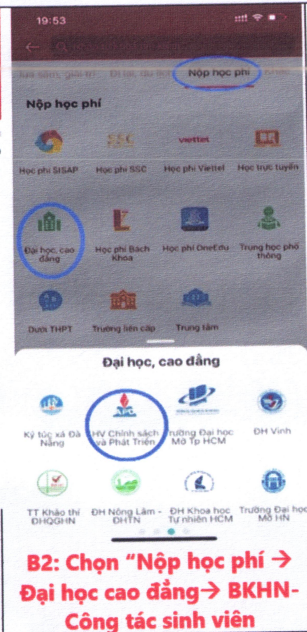 19:53
Nộp học phí
Nộp học phí
SSC
viettel
Học phí SISAP
Học phí SSC
Học phí Viettel
Học trực tuyến
Đại học, cao
đẳng
Học phí Bách
Khoa
Học phí OneEdu
Trung học phổ
thông
Dưới THPT
Trường liên cấp
Trung tâm
Đại học, cao đẳng
Ký túc xá Đà
Nẵng
APD
HV Chính sách
và Phát Triển
Trường Đại học
Mở Tp HCM
ĐH Vinh
TT Khảo thí
ĐHQGHN
ĐH Nông Lâm -
ĐHTN
ĐH Khoa học
Tự nhiên HCM
Trường Đại học
Mở HN
B2: Chọn “Nộp học phí →
Đại học cao đẳng→ BKHN-
Công tác sinh viên